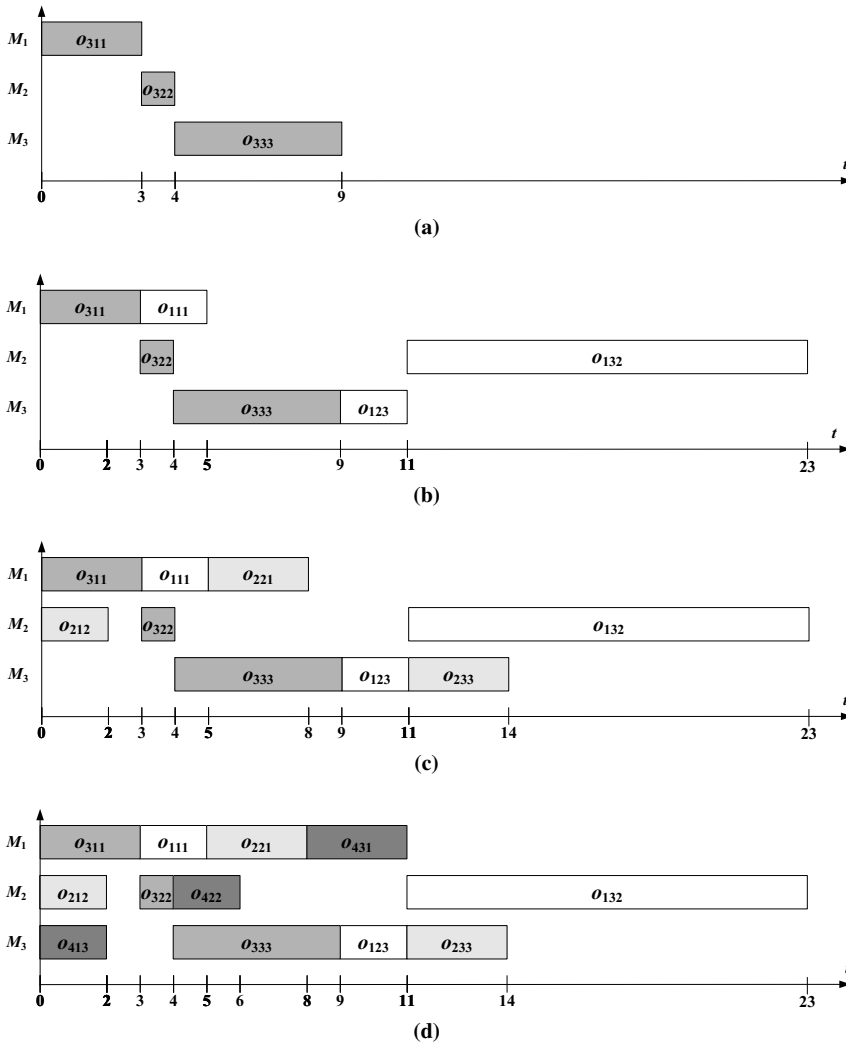 M1 o311
M2 o322
M3 o333
t
0 3 4 9
(a)
M1 o311 o111
M2 o322 o132
M3 o333 o123
t
0 2 3 4 5 9 11 23
(b)
M1 o311 o111 o221
M2 o212 o322 o132
M3 o333 o123 o233
t
0 2 3 4 5 8 9 11 14 23
(c)
M1 o311 o111 o221 o431
M2 o212 o322 o422 o132
M3 o413 o333 o123 o233
t
0 2 3 4 5 6 8 9 11 14 23
(d)